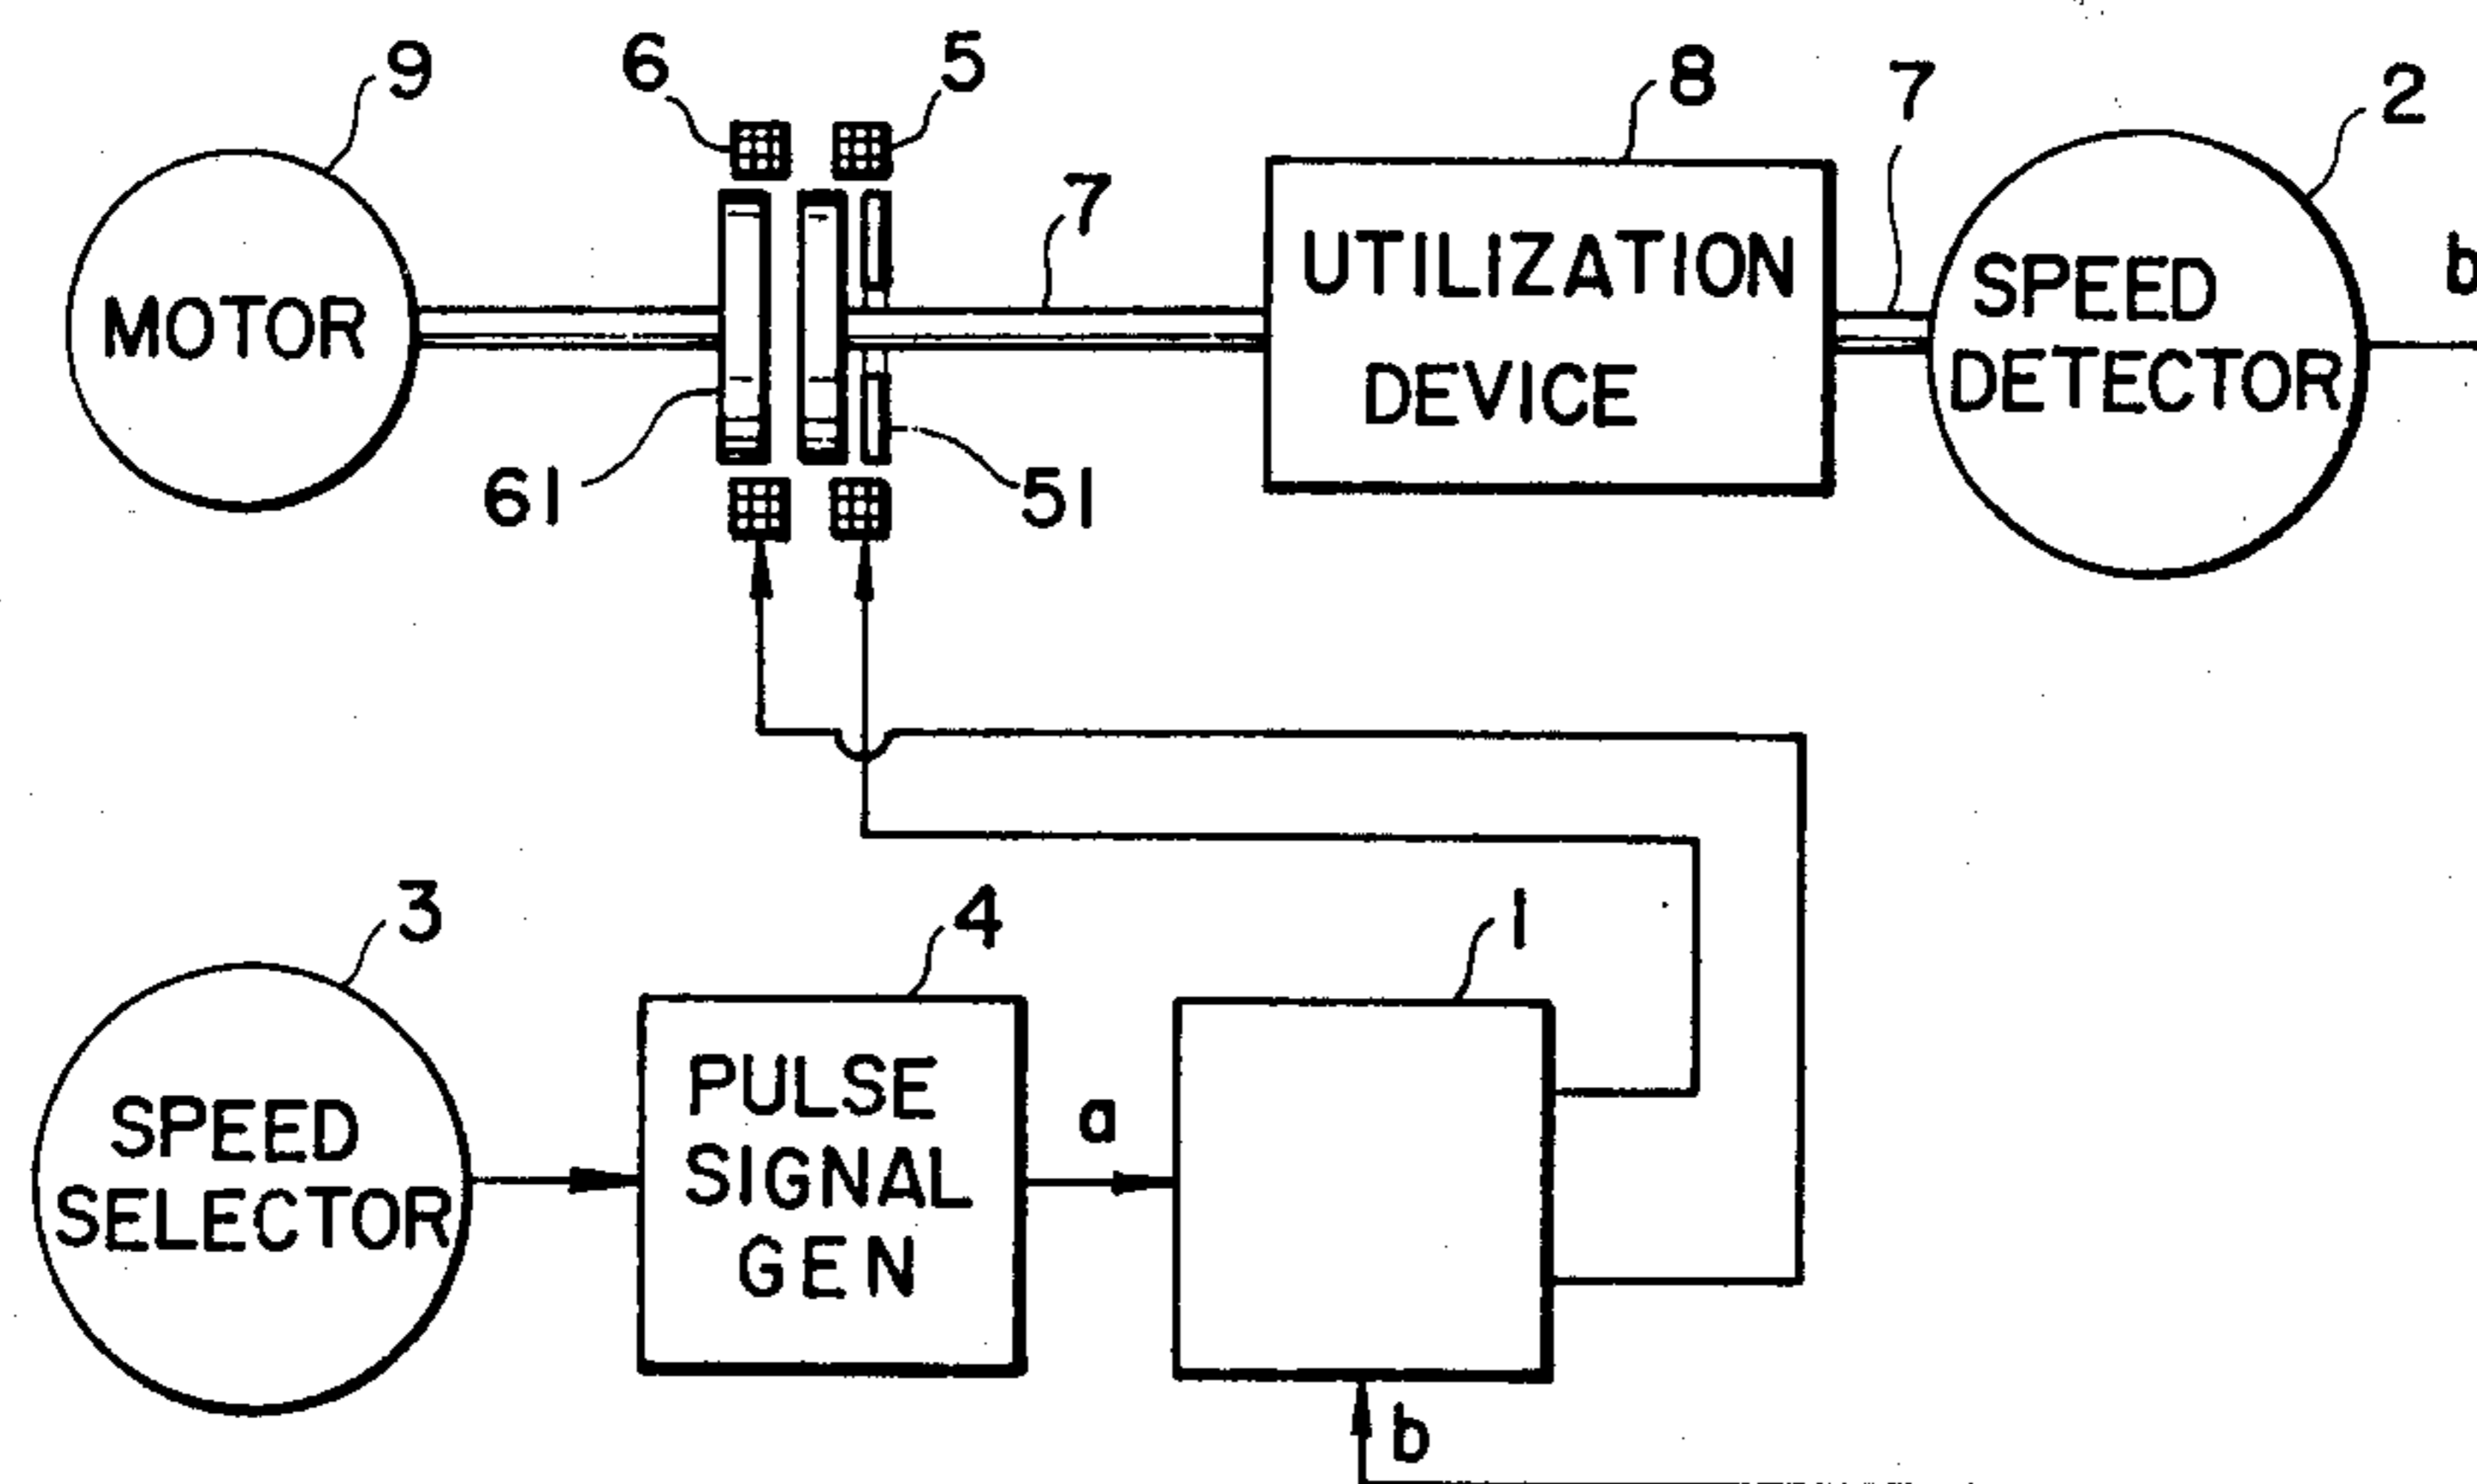 9
6
5
8
7
2
7
MOTOR
UTILIZATION
DEVICE
SPEED
DETECTOR
b
61
51
3
4
1
SPEED
SELECTOR
PULSE
SIGNAL
GEN
a
b